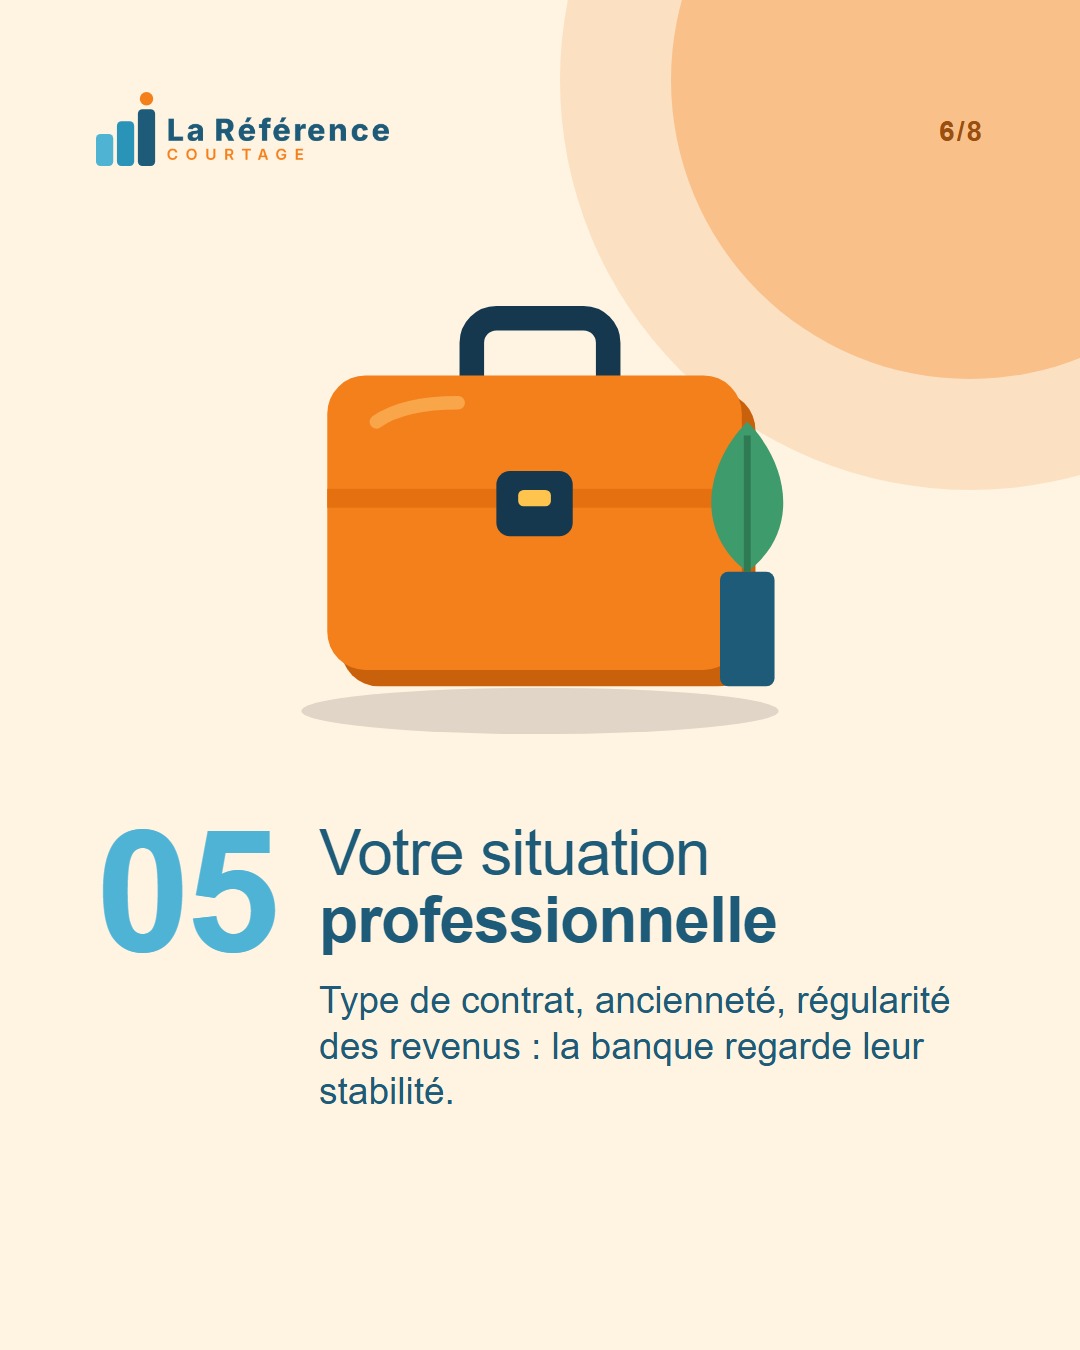 La Référence
COURTAGE
6/8
05
Votre situation
professionnelle
Type de contrat, ancienneté, régularité
des revenus : la banque regarde leur
stabilité.